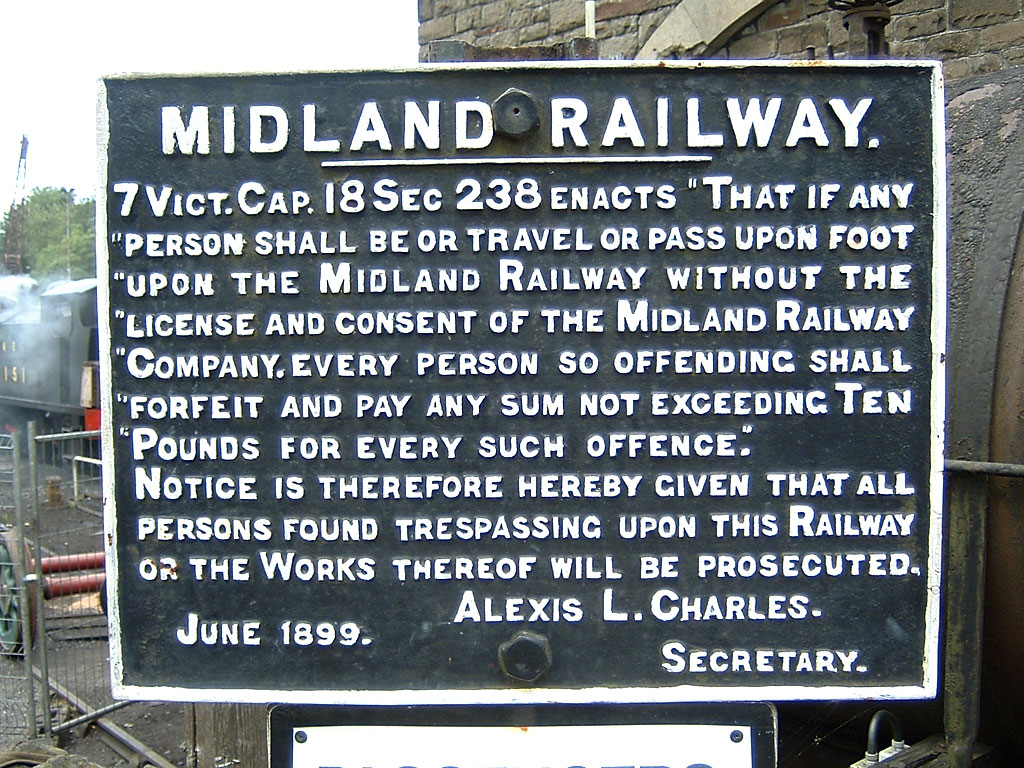 MIDLAND RAILWAY.
7 VICT. CAP. 18 SEC 238 ENACTS "THAT IF ANY
"PERSON SHALL BE OR TRAVEL OR PASS UPON FOOT
"UPON THE MIDLAND RAILWAY WITHOUT THE
"LICENSE AND CONSENT OF THE MIDLAND RAILWAY
"COMPANY. EVERY PERSON SO OFFENDING SHALL
"FORFEIT AND PAY ANY SUM NOT EXCEEDING TEN
"POUNDS FOR EVERY SUCH OFFENCE."
NOTICE IS THEREFORE HEREBY GIVEN THAT ALL
PERSONS FOUND TRESPASSING UPON THIS RAILWAY
OR THE WORKS THEREOF WILL BE PROSECUTED.
ALEXIS L. CHARLES.
JUNE 1899.
SECRETARY.
151